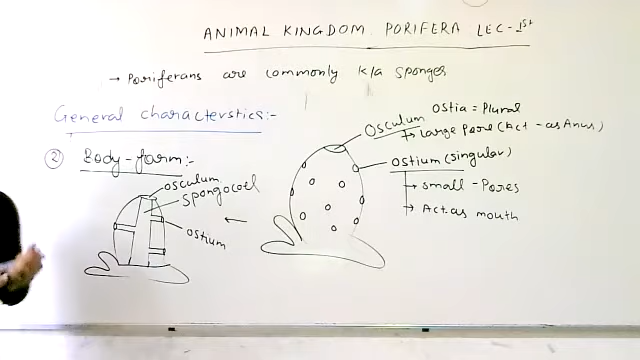 ANIMAL KINGDOM PORIFERA LEC-1st
→ Poriferans are commonly k/a sponges
General characterstics:-
② Body-form:-
osculum
spongocoel
ostium
Osculum
Ostia = Plural
→ Large Pore (Act - as Anus)
ostium (singular)
→ small - Pores
→ Act as mouth